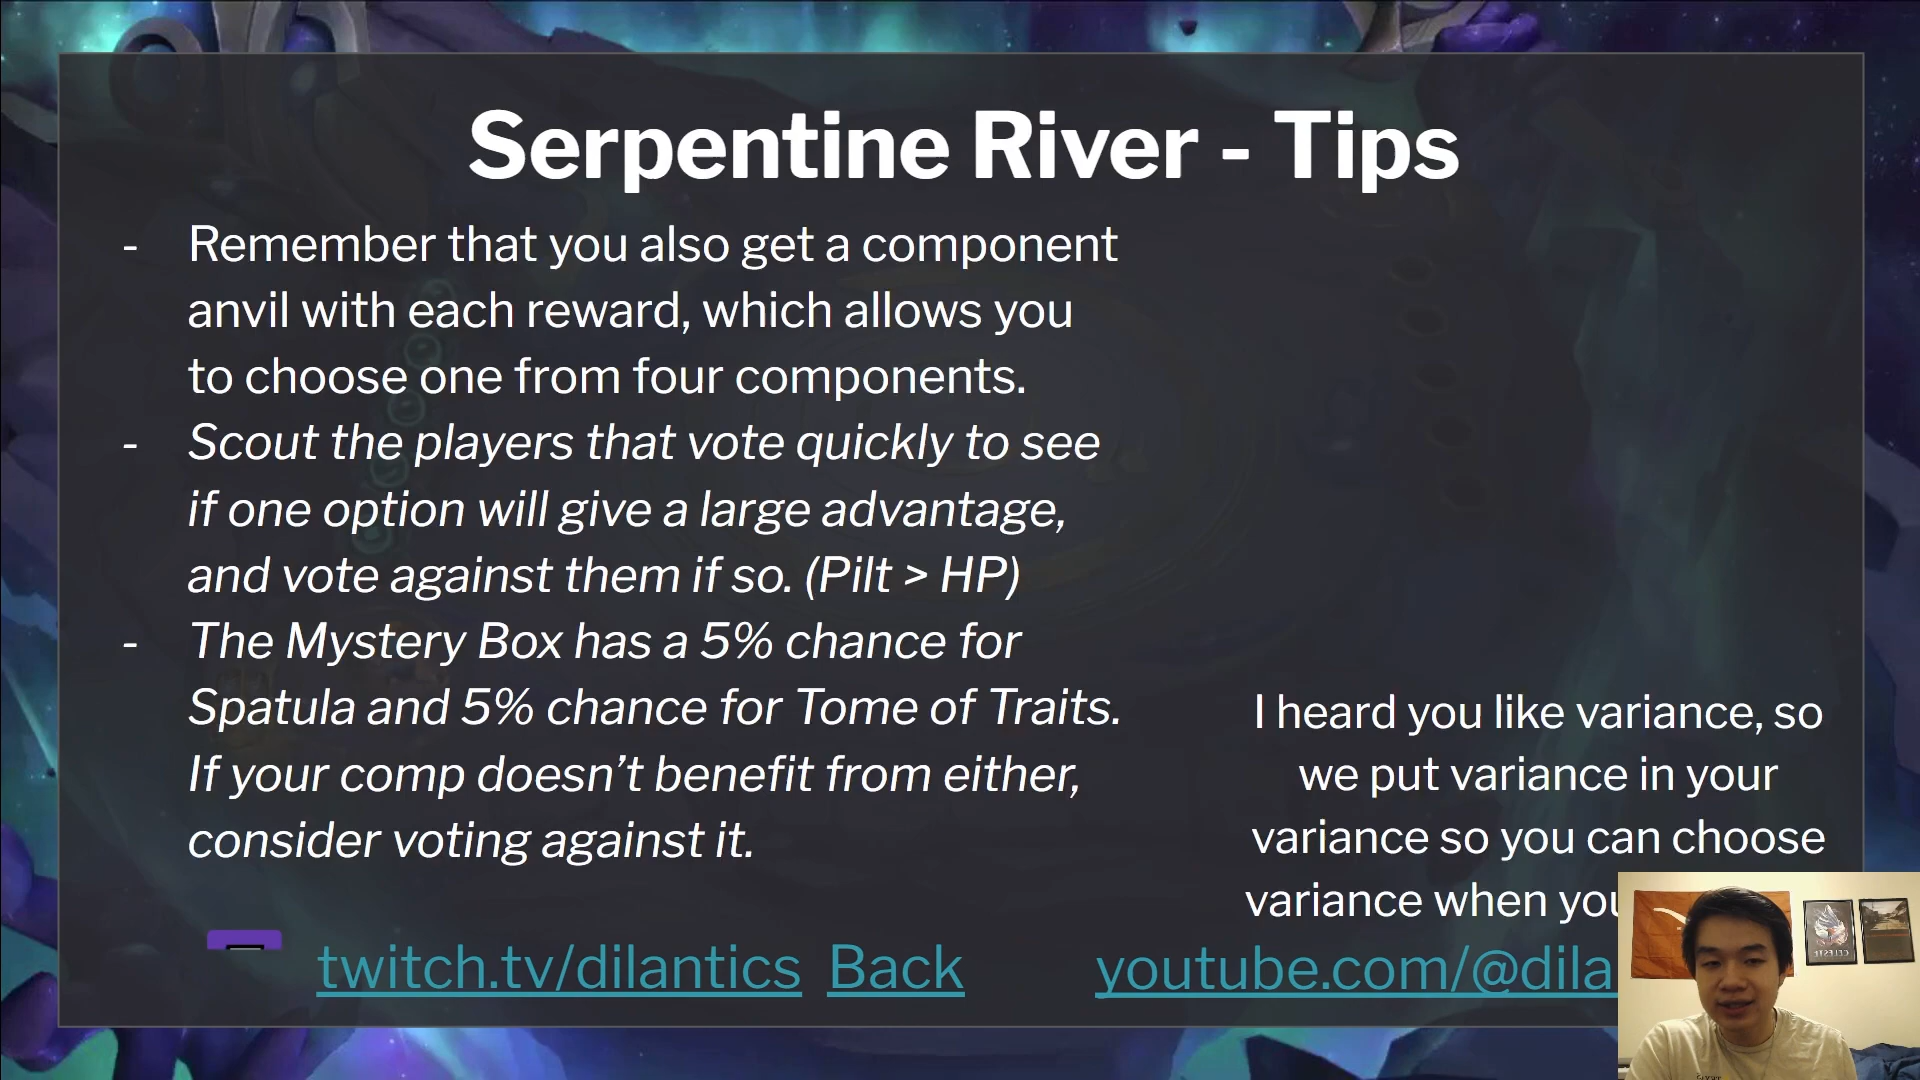 Serpentine River - Tips
- Remember that you also get a component
anvil with each reward, which allows you
to choose one from four components.
- Scout the players that vote quickly to see
if one option will give a large advantage,
and vote against them if so. (Pilt > HP)
- The Mystery Box has a 5% chance for
Spatula and 5% chance for Tome of Traits.
If your comp doesn’t benefit from either,
consider voting against it.
I heard you like variance, so
we put variance in your
variance so you can choose
variance when you
twitch.tv/dilantics Back youtube.com/@dila